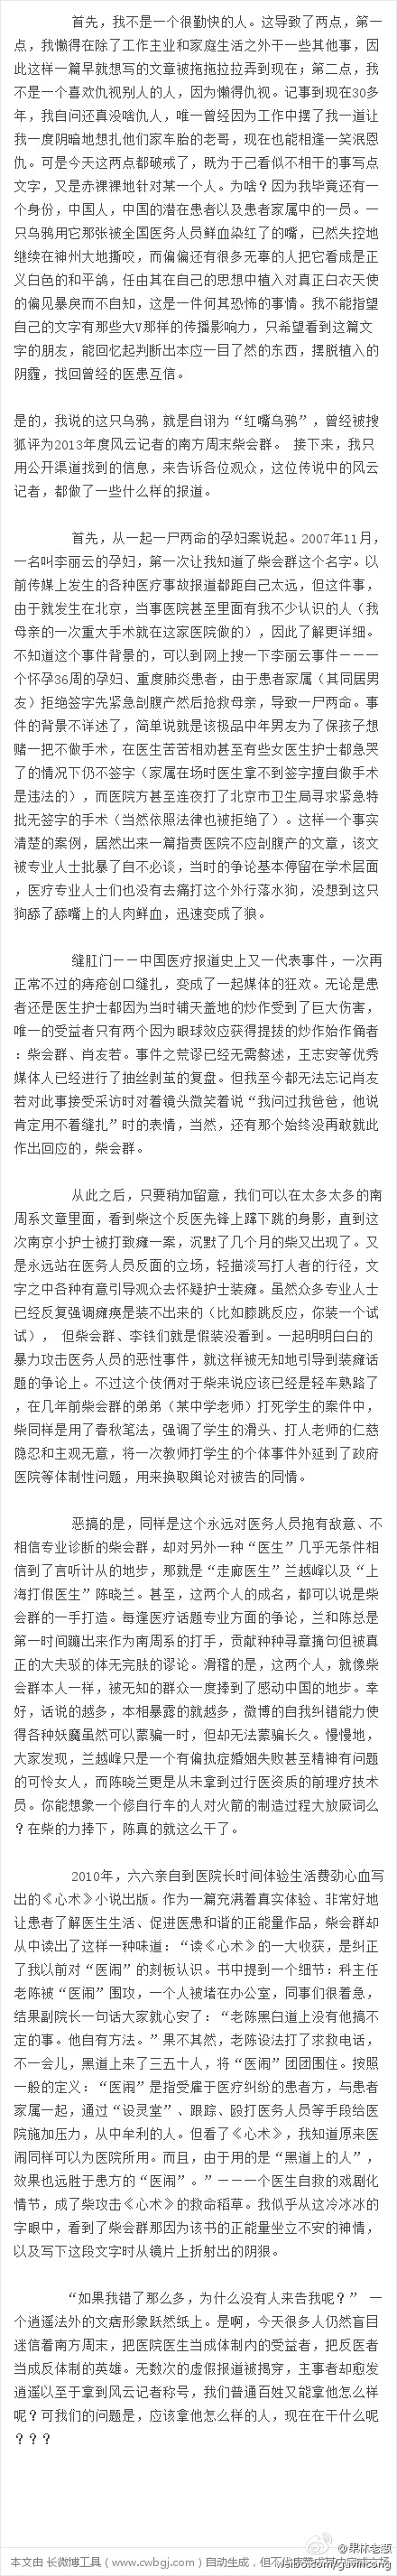 首先，我不是一个很勤快的人。这导致了两点，第一
点，我懒得在除了工作主业和家庭生活之外干一些其他事，因
此这样一篇早就想写的文章被拖拖拉拉弄到现在；第二点，我
不是一个喜欢仇视别人的人，因为懒得仇视。记事到现在30多
年，我自问还真没啥仇人，唯一曾经因为工作中摆了我一道让
我一度阴暗地想扎他们家车胎的老哥，现在也能相逢一笑泯恩
仇。可是今天这两点都破戒了，既为于己看似不相干的事写点
文字，又是赤裸裸地针对某一个人。为啥？因为我毕竟还有一
个身份，中国人，中国的潜在患者以及患者家属中的一员。一
只乌鸦用它那张被全国医务人员鲜血染红了的嘴，已然失控地
继续在神州大地撕咬，而偏偏还有很多无辜的人把它看成是正
义白色的和平鸽，任由其在自己的思想中植入对真正白衣天使
的偏见暴戾而不自知，这是一件何其恐怖的事情。我不能指望
自己的文字有那些大V那样的传播影响力，只希望看到这篇文
字的朋友，能回忆起判断出本应一目了然的东西，摆脱植入的
阴霾，找回曾经的医患互信。
是的，我说的这只乌鸦，就是自诩为“红嘴乌鸦”，曾经被搜
狐评为2013年度风云记者的南方周末柴会群。 接下来，我只
用公开渠道找到的信息，来告诉各位观众，这位传说中的风云
记者，都做了一些什么样的报道。
首先，从一起一尸两命的孕妇案说起。2007年11月，
一名叫李丽云的孕妇，第一次让我知道了柴会群这个名字。以
前传媒上发生的各种医疗事故报道都距自己太远，但这件事，
由于就发生在北京，当事医院甚至里面有我不少认识的人（我
母亲的一次重大手术就在这家医院做的），因此了解更详细。
不知道这个事件背景的，可以到网上搜一下李丽云事件－－－一
个怀孕36周的孕妇、重度肺炎患者，由于患者家属（其同居男
友）拒绝签字先紧急剖腹产然后抢救母亲，导致一尸两命。事
件的背景不详述了，简单说就是该极品中年男友为了保孩子想
赌一把不做手术，在医生苦苦相劝甚至有些女医生护士都急哭
了的情况下仍不签字（家属在场时医生拿不到签字擅自做手术
是违法的），而医院方甚至连夜打了北京市卫生局寻求紧急特
批无签字的手术（当然依照法律也被拒绝了）。这样一个事实
清楚的案例，居然出来一篇指责医院不应剖腹产的文章，该文
被专业人士批暴了自不必谈，当时的争论基本停留在学术层面
，医疗专业人士们也没有去痛打这个外行落水狗，没想到这只
狗舔了舔嘴上的人肉鲜血，迅速变成了狼。
缝肛门－－中国医疗报道史上又一代表事件，一次再
正常不过的痔疮创口缝扎，变成了一起媒体的狂欢。无论是患
者还是医生护士都因为当时铺天盖地的炒作受到了巨大伤害，
唯一的受益者只有两个因为眼球效应获得提拔的炒作始作俑者
：柴会群、肖友若。事件之荒谬已经无需赘述，王志安等优秀
媒体人已经进行了抽丝剥茧的复盘。但我至今都无法忘记肖友
若对此事接受采访时对着镜头微笑着说“我问过我爸爸，他说
肯定用不着缝扎”时的表情，当然，还有那个始终没再敢就此
作出回应的，柴会群。
从此之后，只要稍加留意，我们可以在太多太多的南
周系文章里面，看到柴这个反医先锋上蹿下跳的身影，直到这
次南京小护士被打致瘫一案，沉默了几个月的柴又出现了。又
是永远站在医务人员反面的立场，轻描淡写打人者的行径，文
字之中各种有意引导观众去怀疑护士装瘫。虽然众多专业人士
已经反复强调瘫痪是装不出来的（比如膝跳反应，你装一个试
试）， 但柴会群、李铁们就是假装没看到。一起明明白白的
暴力攻击医务人员的恶性事件，就这样被无知地引导到装瘫话
题的争论上。不过这个伎俩对于柴来说应该已经是轻车熟路了
，在几年前柴会群的弟弟（某中学老师）打死学生的案件中，
柴同样是用了春秋笔法，强调了学生的滑头、打人老师的仁慈
隐忍和主观无意，将一次教师打学生的个体事件外延到了政府
医院等体制性问题，用来换取舆论对被告的同情。
恶搞的是，同样是这个永远对医务人员抱有敌意、不
相信专业诊断的柴会群，却对另外一种“医生”几乎无条件相
信到了言听计从的地步，那就是“走廊医生”兰越峰以及“上
海打假医生”陈晓兰。甚至，这两个人的成名，都可以说是柴
会群的一手打造。每逢医疗话题专业方面的争论，兰和陈总是
第一时间蹦出来作为南周系的打手，贡献种种寻章摘句但被真
正的大夫驳的体无完肤的谬论。滑稽的是，这两个人，就像柴
会群本人一样，被无知的群众一度捧到了感动中国的地步。幸
好，话说的越多，本相暴露的就越多，微博的自我纠错能力使
得各种妖魔虽然可以蒙骗一时，但却无法蒙骗长久。慢慢地，
大家发现，兰越峰只是一个有偏执症婚姻失败甚至精神有问题
的可怜女人，而陈晓兰更是从未拿到过行医资质的前理疗技术
员。你能想象一个修自行车的人对火箭的制造过程大放厥词么
？在柴的力捧下，陈真的就这么干了。
2010年，六六亲自到医院长时间体验生活费劲心血写
出的《心术》小说出版。作为一篇充满着真实体验、非常好地
让患者了解医生生活、促进医患和谐的正能量作品，柴会群却
从中读出了这样一种味道：“读《心术》的一大收获，是纠正
了我以前对“医闹”的刻板认识。书中提到一个细节：科主任
老陈被“医闹”围攻，一个人被堵在办公室，同事们很着急，
结果副院长一句话大家就心安了：“老陈黑白道上没有他搞不
定的事。他自有方法。”果不其然，老陈设法打了求救电话，
不一会儿，黑道上来了三五十人，将“医闹”团团围住。按照
一般的定义：“医闹”是指受雇于医疗纠纷的患者方，与患者
家属一起，通过“设灵堂”、跟踪、殴打医务人员等手段给医
院施加压力，从中牟利的人。但看了《心术》，我知道原来医
闹同样可以为医院所用。而且，由于用的是“黑道上的人”，
效果也远胜于患方的“医闹”。”－－－一个医生自救的戏剧化
情节，成了柴攻击《心术》的救命稻草。我似乎从这冷冰冰的
字眼中，看到了柴会群那因为该书的正能量坐立不安的神情，
以及写下这段文字时从镜片上折射出的阴狠。
“如果我错了那么多，为什么没有人来告我呢？” 一
个逍遥法外的文痞形象跃然纸上。是啊，今天很多人仍然盲目
迷信着南方周末，把医院医生当成体制内的受益者，把反医者
当成反体制的英雄。无数次的虚假报道被揭穿，主事者却愈发
逍遥以至于拿到风云记者称号，我们普通百姓又能拿他怎么样
呢？可我们的问题是，应该拿他怎么样的人，现在在干什么呢
？？？
@果林老葱
本文由 长微博工具（www.cwbgj.com）自动生成，但不代表赞成其内容或立场
weibo.com/gavincong